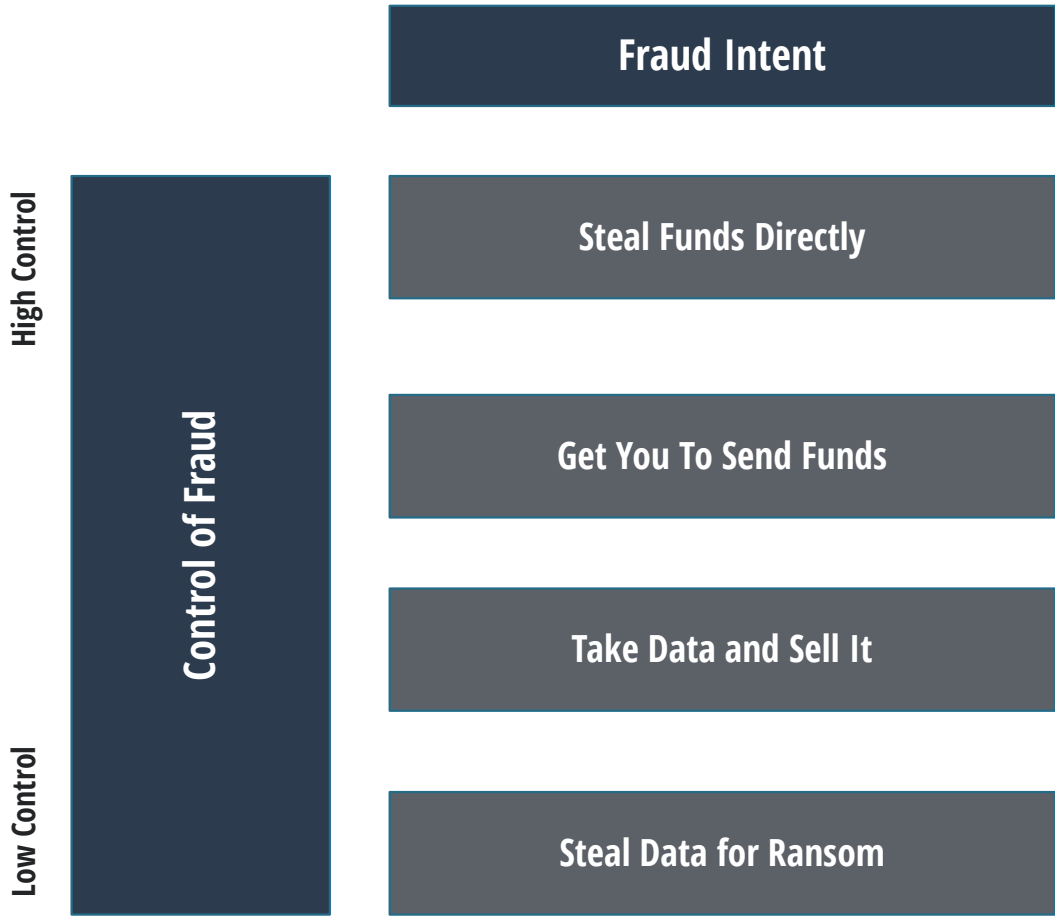 Fraud Intent
High Control
Control of Fraud
Low Control
Steal Funds Directly
Get You To Send Funds
Take Data and Sell It
Steal Data for Ransom